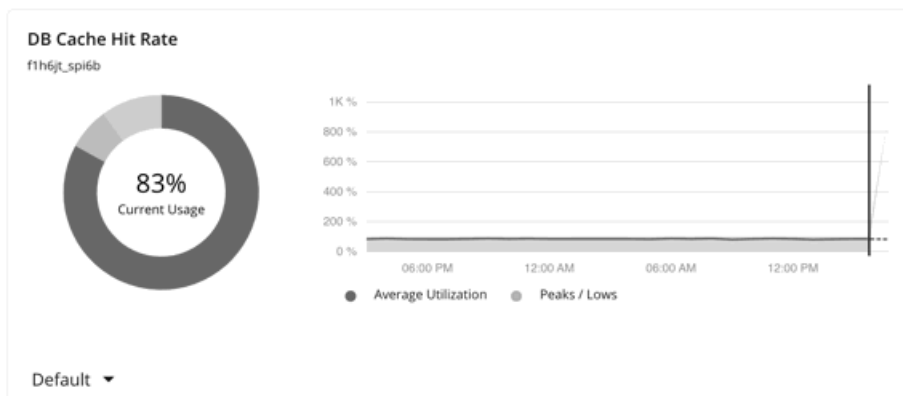 DB Cache Hit Rate
f1h6jt_spi6b
83%
Current Usage
1K %
800 %
600 %
400 %
200 %
0 %
06:00 PM 12:00 AM 06:00 AM 12:00 PM
Average Utilization Peaks / Lows
Default